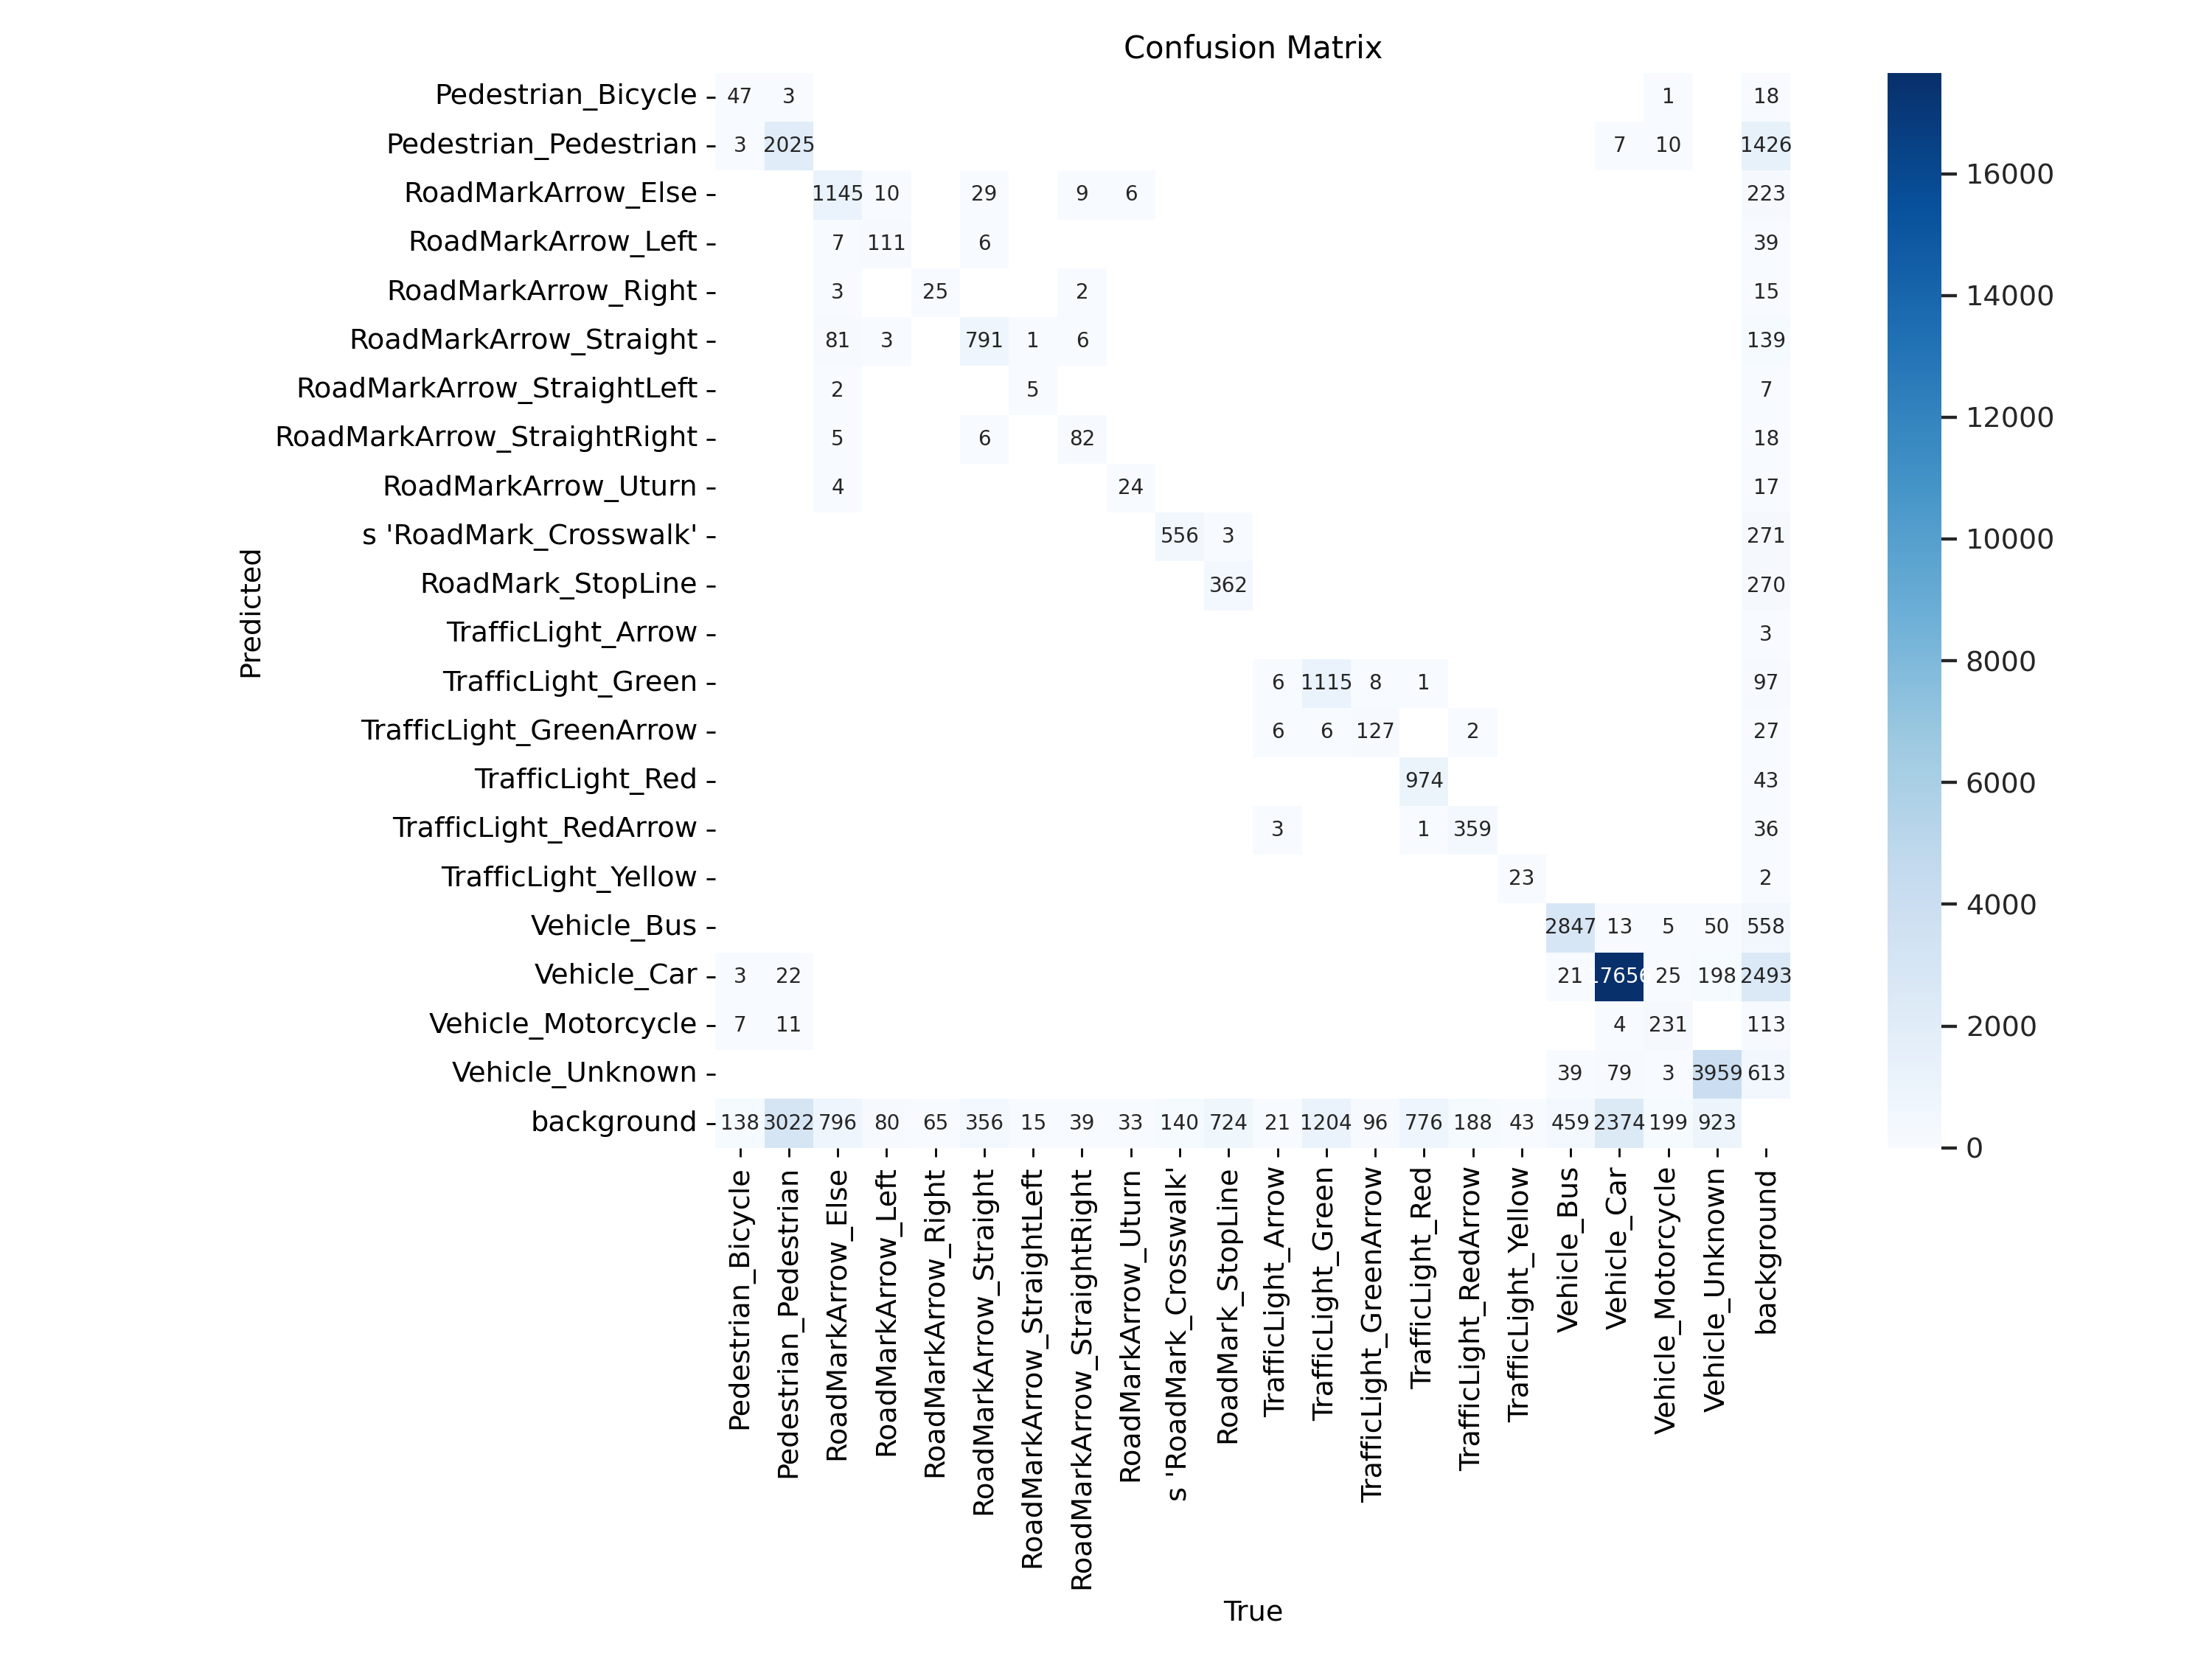 Confusion Matrix
Pedestrian_Bicycle 47 3 1 18
Pedestrian_Pedestrian 3 2025 7 10 1426
RoadMarkArrow_Else 1145 10 29 9 6 223
RoadMarkArrow_Left 7 111 6 39
RoadMarkArrow_Right 3 25 2 15
RoadMarkArrow_Straight 81 3 791 1 6 139
RoadMarkArrow_StraightLeft 2 5 7
RoadMarkArrow_StraightRight 5 6 82 18
RoadMarkArrow_Uturn 4 24 17
s 'RoadMark_Crosswalk' 556 3 271
RoadMark_StopLine 362 270
TrafficLight_Arrow 3
TrafficLight_Green 6 1115 8 1 97
TrafficLight_GreenArrow 6 6 127 2 27
TrafficLight_Red 974 43
TrafficLight_RedArrow 3 1 359 36
TrafficLight_Yellow 23 2
Vehicle_Bus 2847 13 5 50 558
Vehicle_Car 3 22 21 17656 25 198 2493
Vehicle_Motorcycle 7 11 4 231 113
Vehicle_Unknown 39 79 3 3959 613
background 138 3022 796 80 65 356 15 39 33 140 724 21 1204 96 776 188 43 459 2374 199 923
Predicted
Pedestrian_Bicycle
Pedestrian_Pedestrian
RoadMarkArrow_Else
RoadMarkArrow_Left
RoadMarkArrow_Right
RoadMarkArrow_Straight
RoadMarkArrow_StraightLeft
RoadMarkArrow_StraightRight
RoadMarkArrow_Uturn
s 'RoadMark_Crosswalk'
RoadMark_StopLine
TrafficLight_Arrow
TrafficLight_Green
TrafficLight_GreenArrow
TrafficLight_Red
TrafficLight_RedArrow
TrafficLight_Yellow
Vehicle_Bus
Vehicle_Car
Vehicle_Motorcycle
Vehicle_Unknown
background
True
16000
14000
12000
10000
8000
6000
4000
2000
0